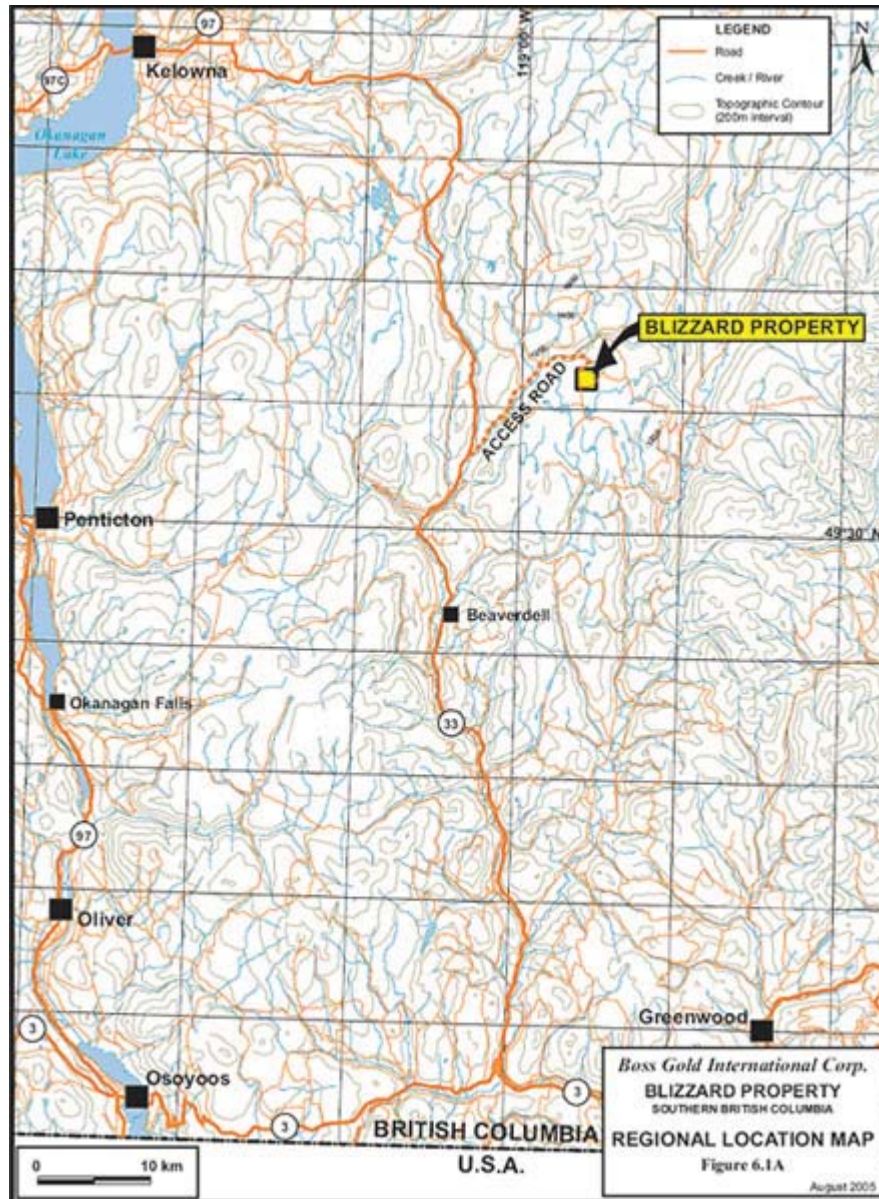 97
Kelowna
97C
Okanagan
Lake
119°00' W
LEGEND
Road
Creek / River
Topographic Contour
(200m interval)
N
BLIZZARD PROPERTY
ACCESS ROAD
Penticton
49°30' N
Beaverdell
Okanagan Falls
33
97
Oliver
3
Greenwood
Osoyoos
3
3
BRITISH COLUMBIA
U.S.A.
0 10 km
Boss Gold International Corp.
BLIZZARD PROPERTY
SOUTHERN BRITISH COLUMBIA
REGIONAL LOCATION MAP
Figure 6.1A
August 2005